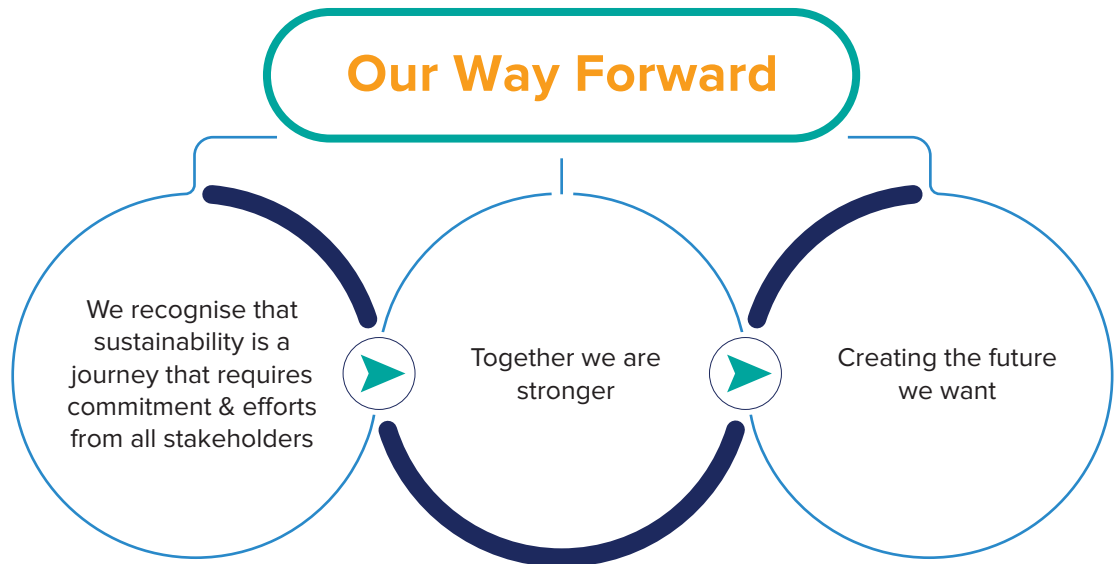 Our Way Forward
We recognise that
sustainability is a
journey that requires
commitment & efforts
from all stakeholders
Together we are
stronger
Creating the future
we want